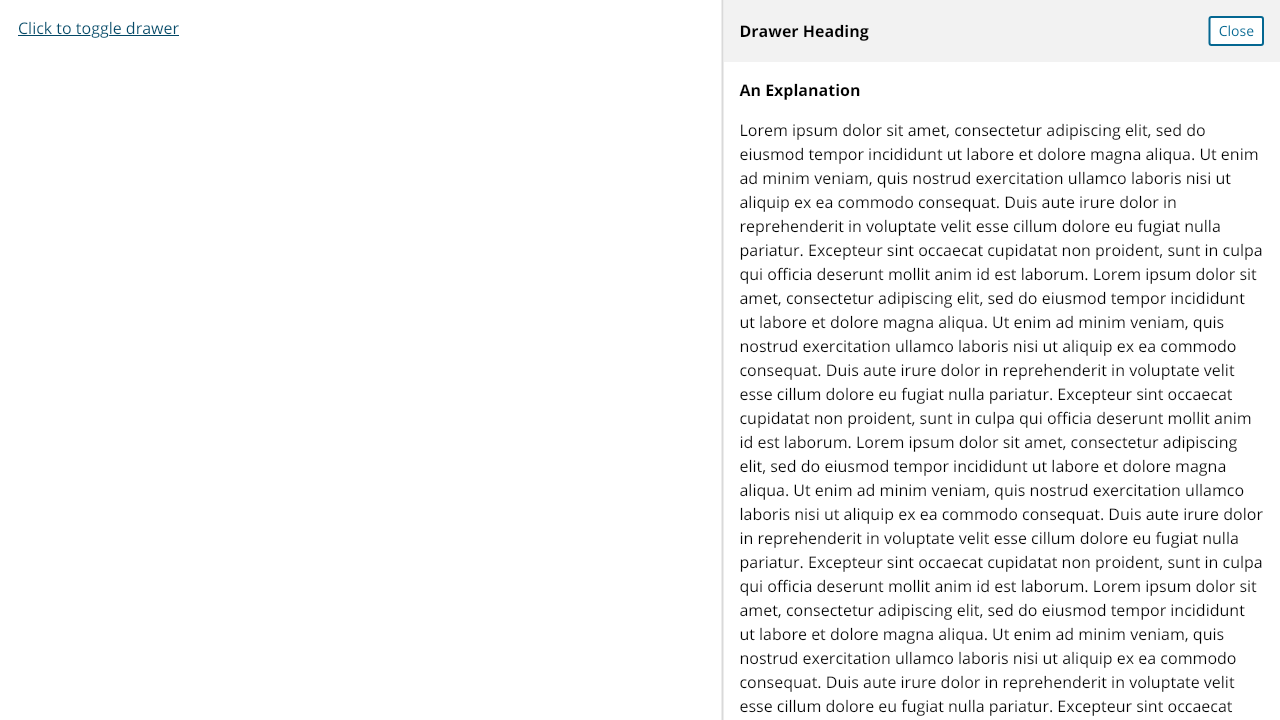 Click to toggle drawer
Drawer Heading
Close
An Explanation
Lorem ipsum dolor sit amet, consectetur adipiscing elit, sed do
eiusmod tempor incididunt ut labore et dolore magna aliqua. Ut enim
ad minim veniam, quis nostrud exercitation ullamco laboris nisi ut
aliquip ex ea commodo consequat. Duis aute irure dolor in
reprehenderit in voluptate velit esse cillum dolore eu fugiat nulla
pariatur. Excepteur sint occaecat cupidatat non proident, sunt in culpa
qui officia deserunt mollit anim id est laborum. Lorem ipsum dolor sit
amet, consectetur adipiscing elit, sed do eiusmod tempor incididunt
ut labore et dolore magna aliqua. Ut enim ad minim veniam, quis
nostrud exercitation ullamco laboris nisi ut aliquip ex ea commodo
consequat. Duis aute irure dolor in reprehenderit in voluptate velit
esse cillum dolore eu fugiat nulla pariatur. Excepteur sint occaecat
cupidatat non proident, sunt in culpa qui officia deserunt mollit anim
id est laborum. Lorem ipsum dolor sit amet, consectetur adipiscing
elit, sed do eiusmod tempor incididunt ut labore et dolore magna
aliqua. Ut enim ad minim veniam, quis nostrud exercitation ullamco
laboris nisi ut aliquip ex ea commodo consequat. Duis aute irure dolor
in reprehenderit in voluptate velit esse cillum dolore eu fugiat nulla
pariatur. Excepteur sint occaecat cupidatat non proident, sunt in culpa
qui officia deserunt mollit anim id est laborum. Lorem ipsum dolor sit
amet, consectetur adipiscing elit, sed do eiusmod tempor incididunt
ut labore et dolore magna aliqua. Ut enim ad minim veniam, quis
nostrud exercitation ullamco laboris nisi ut aliquip ex ea commodo
consequat. Duis aute irure dolor in reprehenderit in voluptate velit
esse cillum dolore eu fugiat nulla pariatur. Excepteur sint occaecat